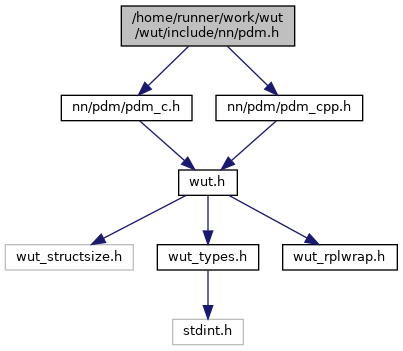 /home/runner/work/wut
/wut/include/nn/pdm.h
nn/pdm/pdm_c.h
nn/pdm/pdm_cpp.h
wut.h
wut_structsize.h
wut_types.h
wut_rplwrap.h
stdint.h